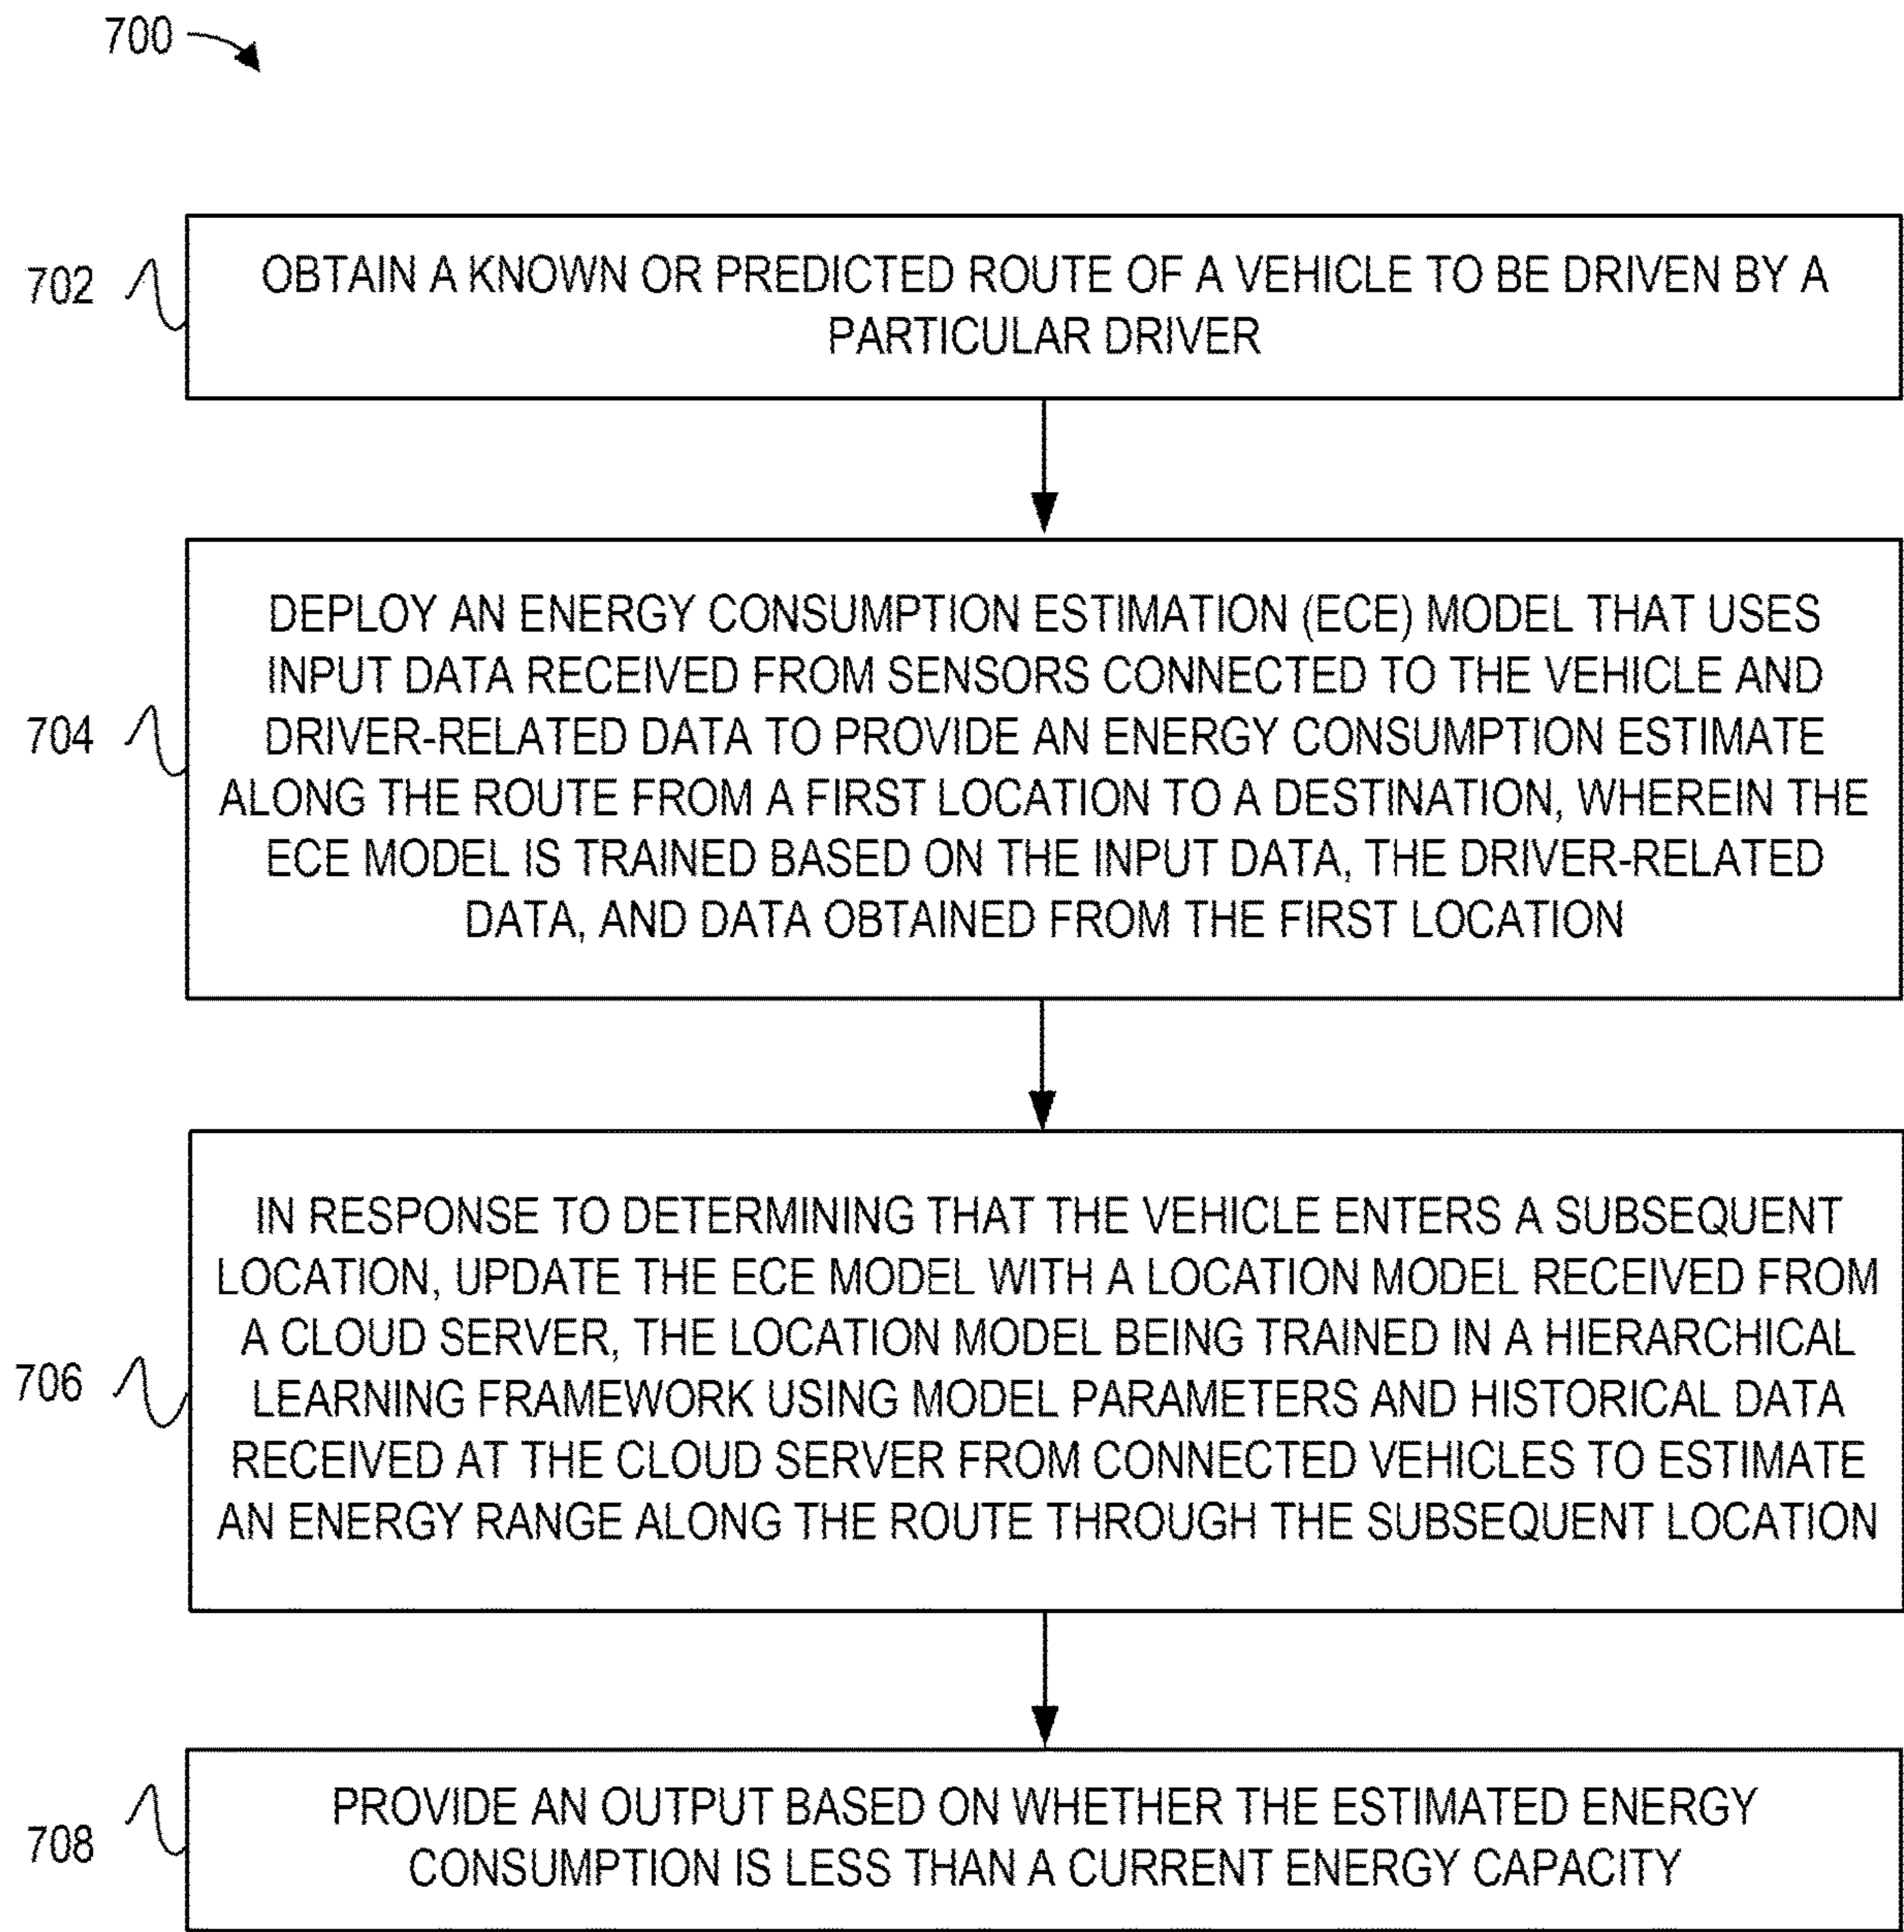 700
702
OBTAIN A KNOWN OR PREDICTED ROUTE OF A VEHICLE TO BE DRIVEN BY A
PARTICULAR DRIVER
704
DEPLOY AN ENERGY CONSUMPTION ESTIMATION (ECE) MODEL THAT USES
INPUT DATA RECEIVED FROM SENSORS CONNECTED TO THE VEHICLE AND
DRIVER-RELATED DATA TO PROVIDE AN ENERGY CONSUMPTION ESTIMATE
ALONG THE ROUTE FROM A FIRST LOCATION TO A DESTINATION, WHEREIN THE
ECE MODEL IS TRAINED BASED ON THE INPUT DATA, THE DRIVER-RELATED
DATA, AND DATA OBTAINED FROM THE FIRST LOCATION
706
IN RESPONSE TO DETERMINING THAT THE VEHICLE ENTERS A SUBSEQUENT
LOCATION, UPDATE THE ECE MODEL WITH A LOCATION MODEL RECEIVED FROM
A CLOUD SERVER, THE LOCATION MODEL BEING TRAINED IN A HIERARCHICAL
LEARNING FRAMEWORK USING MODEL PARAMETERS AND HISTORICAL DATA
RECEIVED AT THE CLOUD SERVER FROM CONNECTED VEHICLES TO ESTIMATE
AN ENERGY RANGE ALONG THE ROUTE THROUGH THE SUBSEQUENT LOCATION
708
PROVIDE AN OUTPUT BASED ON WHETHER THE ESTIMATED ENERGY
CONSUMPTION IS LESS THAN A CURRENT ENERGY CAPACITY